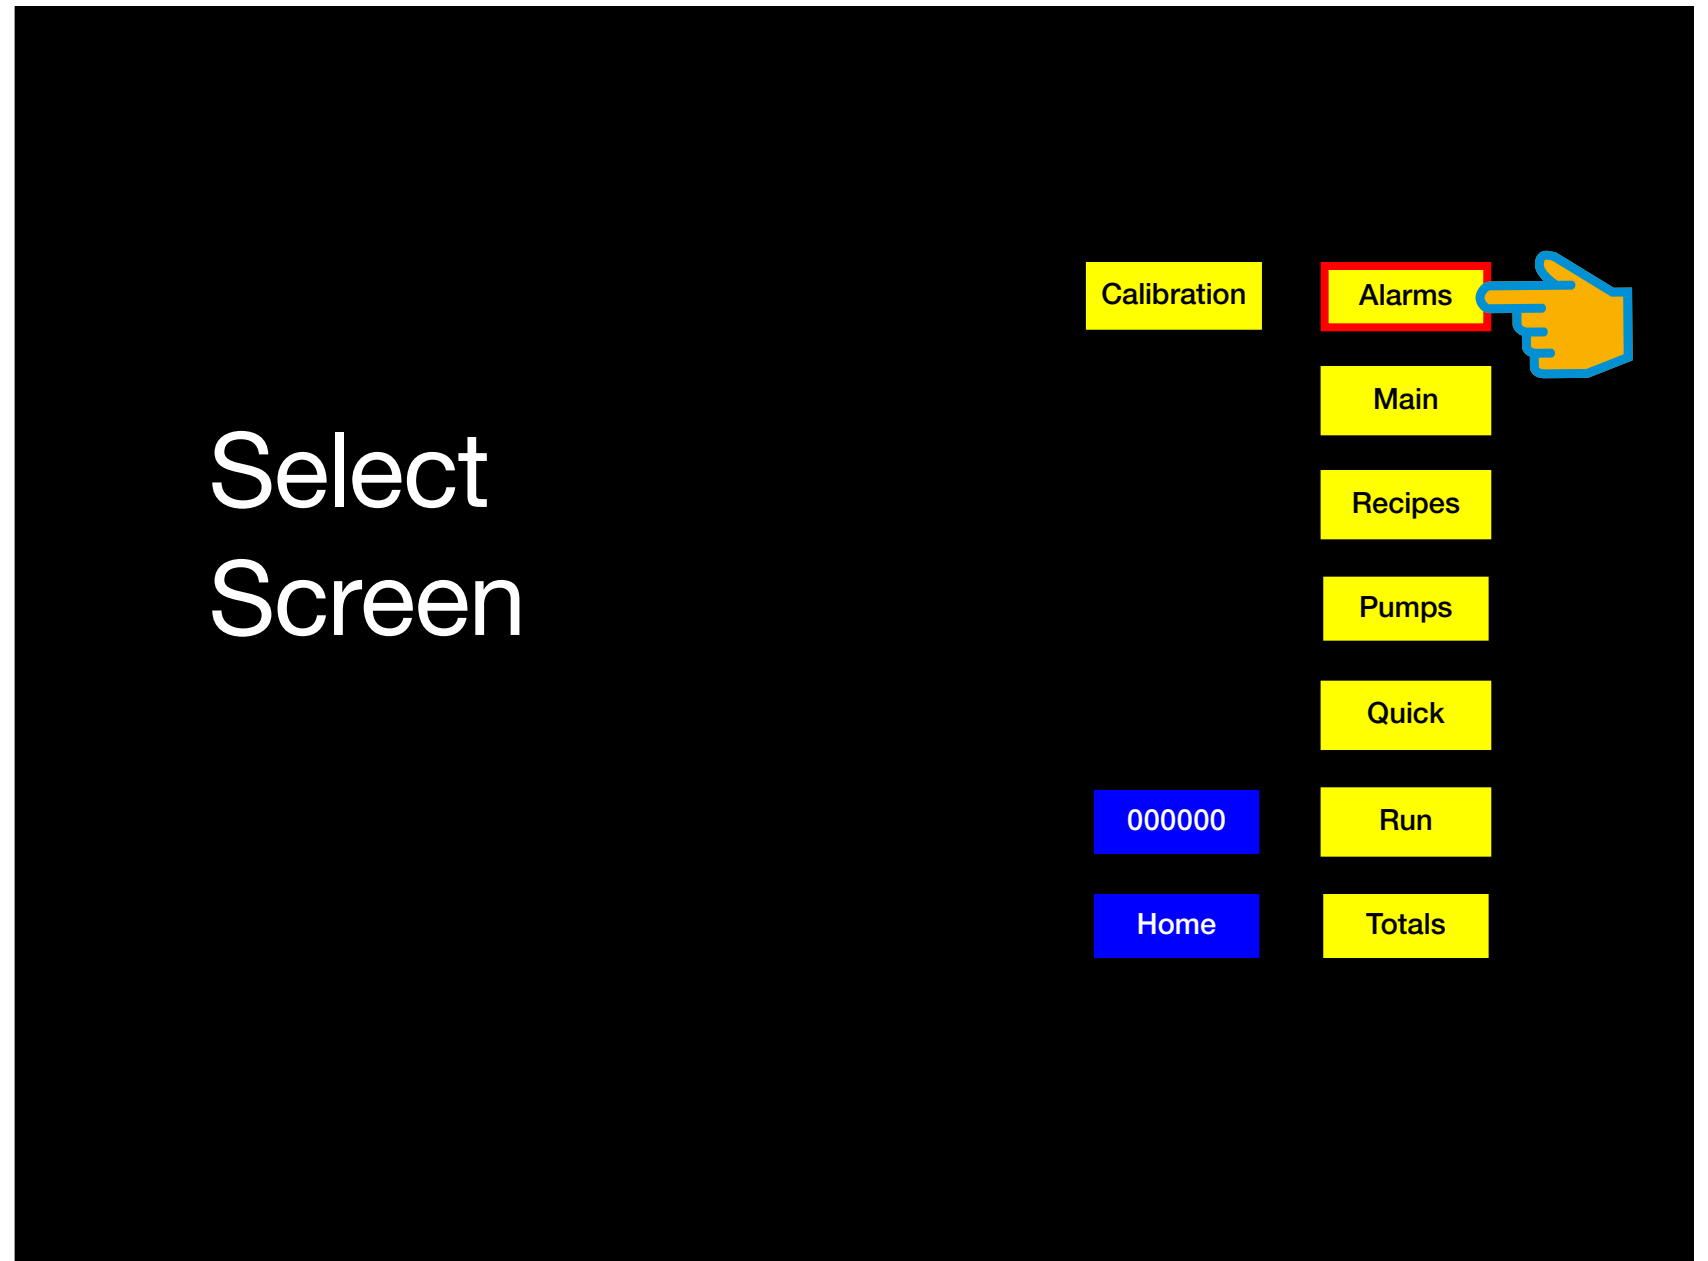 Select
Screen
Calibration
Alarms
Main
Recipes
Pumps
Quick
000000
Run
Home
Totals